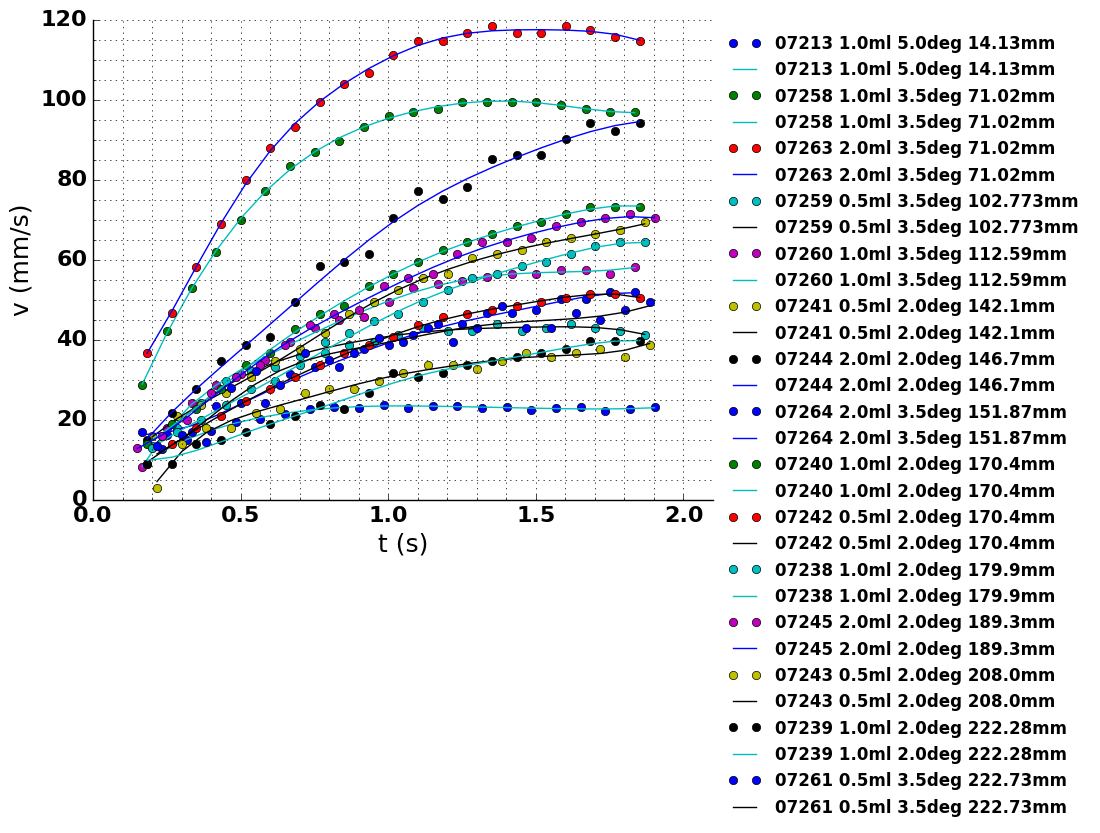 120
100
80
60
40
20
0
0.0 0.5 1.0 1.5 2.0
t (s)
v (mm/s)
07213 1.0ml 5.0deg 14.13mm
07213 1.0ml 5.0deg 14.13mm
07258 1.0ml 3.5deg 71.02mm
07258 1.0ml 3.5deg 71.02mm
07263 2.0ml 3.5deg 71.02mm
07263 2.0ml 3.5deg 71.02mm
07259 0.5ml 3.5deg 102.773mm
07259 0.5ml 3.5deg 102.773mm
07260 1.0ml 3.5deg 112.59mm
07260 1.0ml 3.5deg 112.59mm
07241 0.5ml 2.0deg 142.1mm
07241 0.5ml 2.0deg 142.1mm
07244 2.0ml 2.0deg 146.7mm
07244 2.0ml 2.0deg 146.7mm
07264 2.0ml 3.5deg 151.87mm
07264 2.0ml 3.5deg 151.87mm
07240 1.0ml 2.0deg 170.4mm
07240 1.0ml 2.0deg 170.4mm
07242 0.5ml 2.0deg 170.4mm
07242 0.5ml 2.0deg 170.4mm
07238 1.0ml 2.0deg 179.9mm
07238 1.0ml 2.0deg 179.9mm
07245 2.0ml 2.0deg 189.3mm
07245 2.0ml 2.0deg 189.3mm
07243 0.5ml 2.0deg 208.0mm
07243 0.5ml 2.0deg 208.0mm
07239 1.0ml 2.0deg 222.28mm
07239 1.0ml 2.0deg 222.28mm
07261 0.5ml 3.5deg 222.73mm
07261 0.5ml 3.5deg 222.73mm